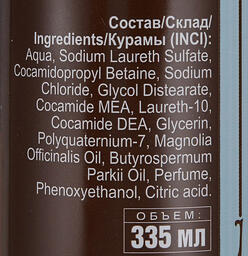 Состав/Склад/
Ingredients/Курамы (INCI):
Aqua, Sodium Laureth Sulfate,
Cocamidopropyl Betaine, Sodium
Chloride, Glycol Distearate,
Cocamide MEA, Laureth-10,
Cocamide DEA, Glycerin,
Polyquaternium-7, Magnolia
Officinalis Oil, Butyrospermum
Parkii Oil, Perfume,
Phenoxyethanol, Citric acid.
ОБЪЕМ:
335 МЛ